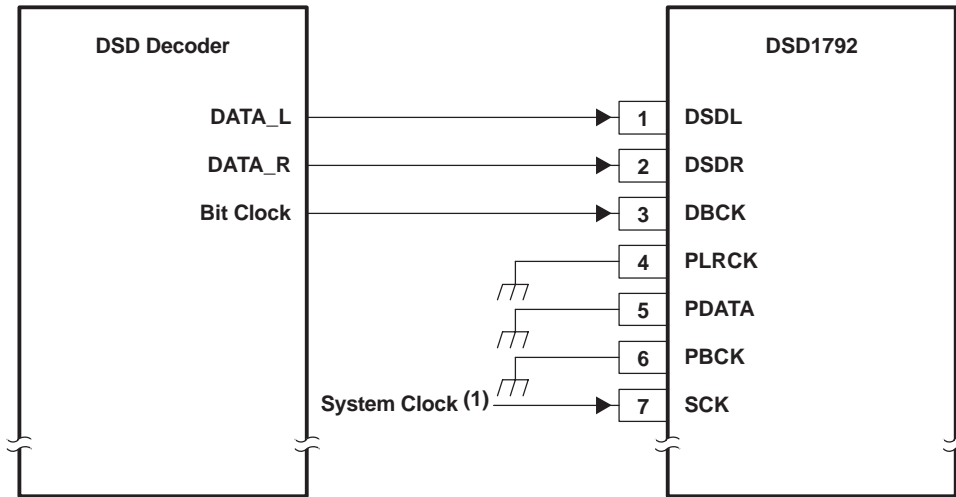 DSD Decoder
DSD1792
DATA_L
1
DSDL
DATA_R
2
DSDR
Bit Clock
3
DBCK
4
PLRCK
5
PDATA
6
PBCK
System Clock (1)
7
SCK